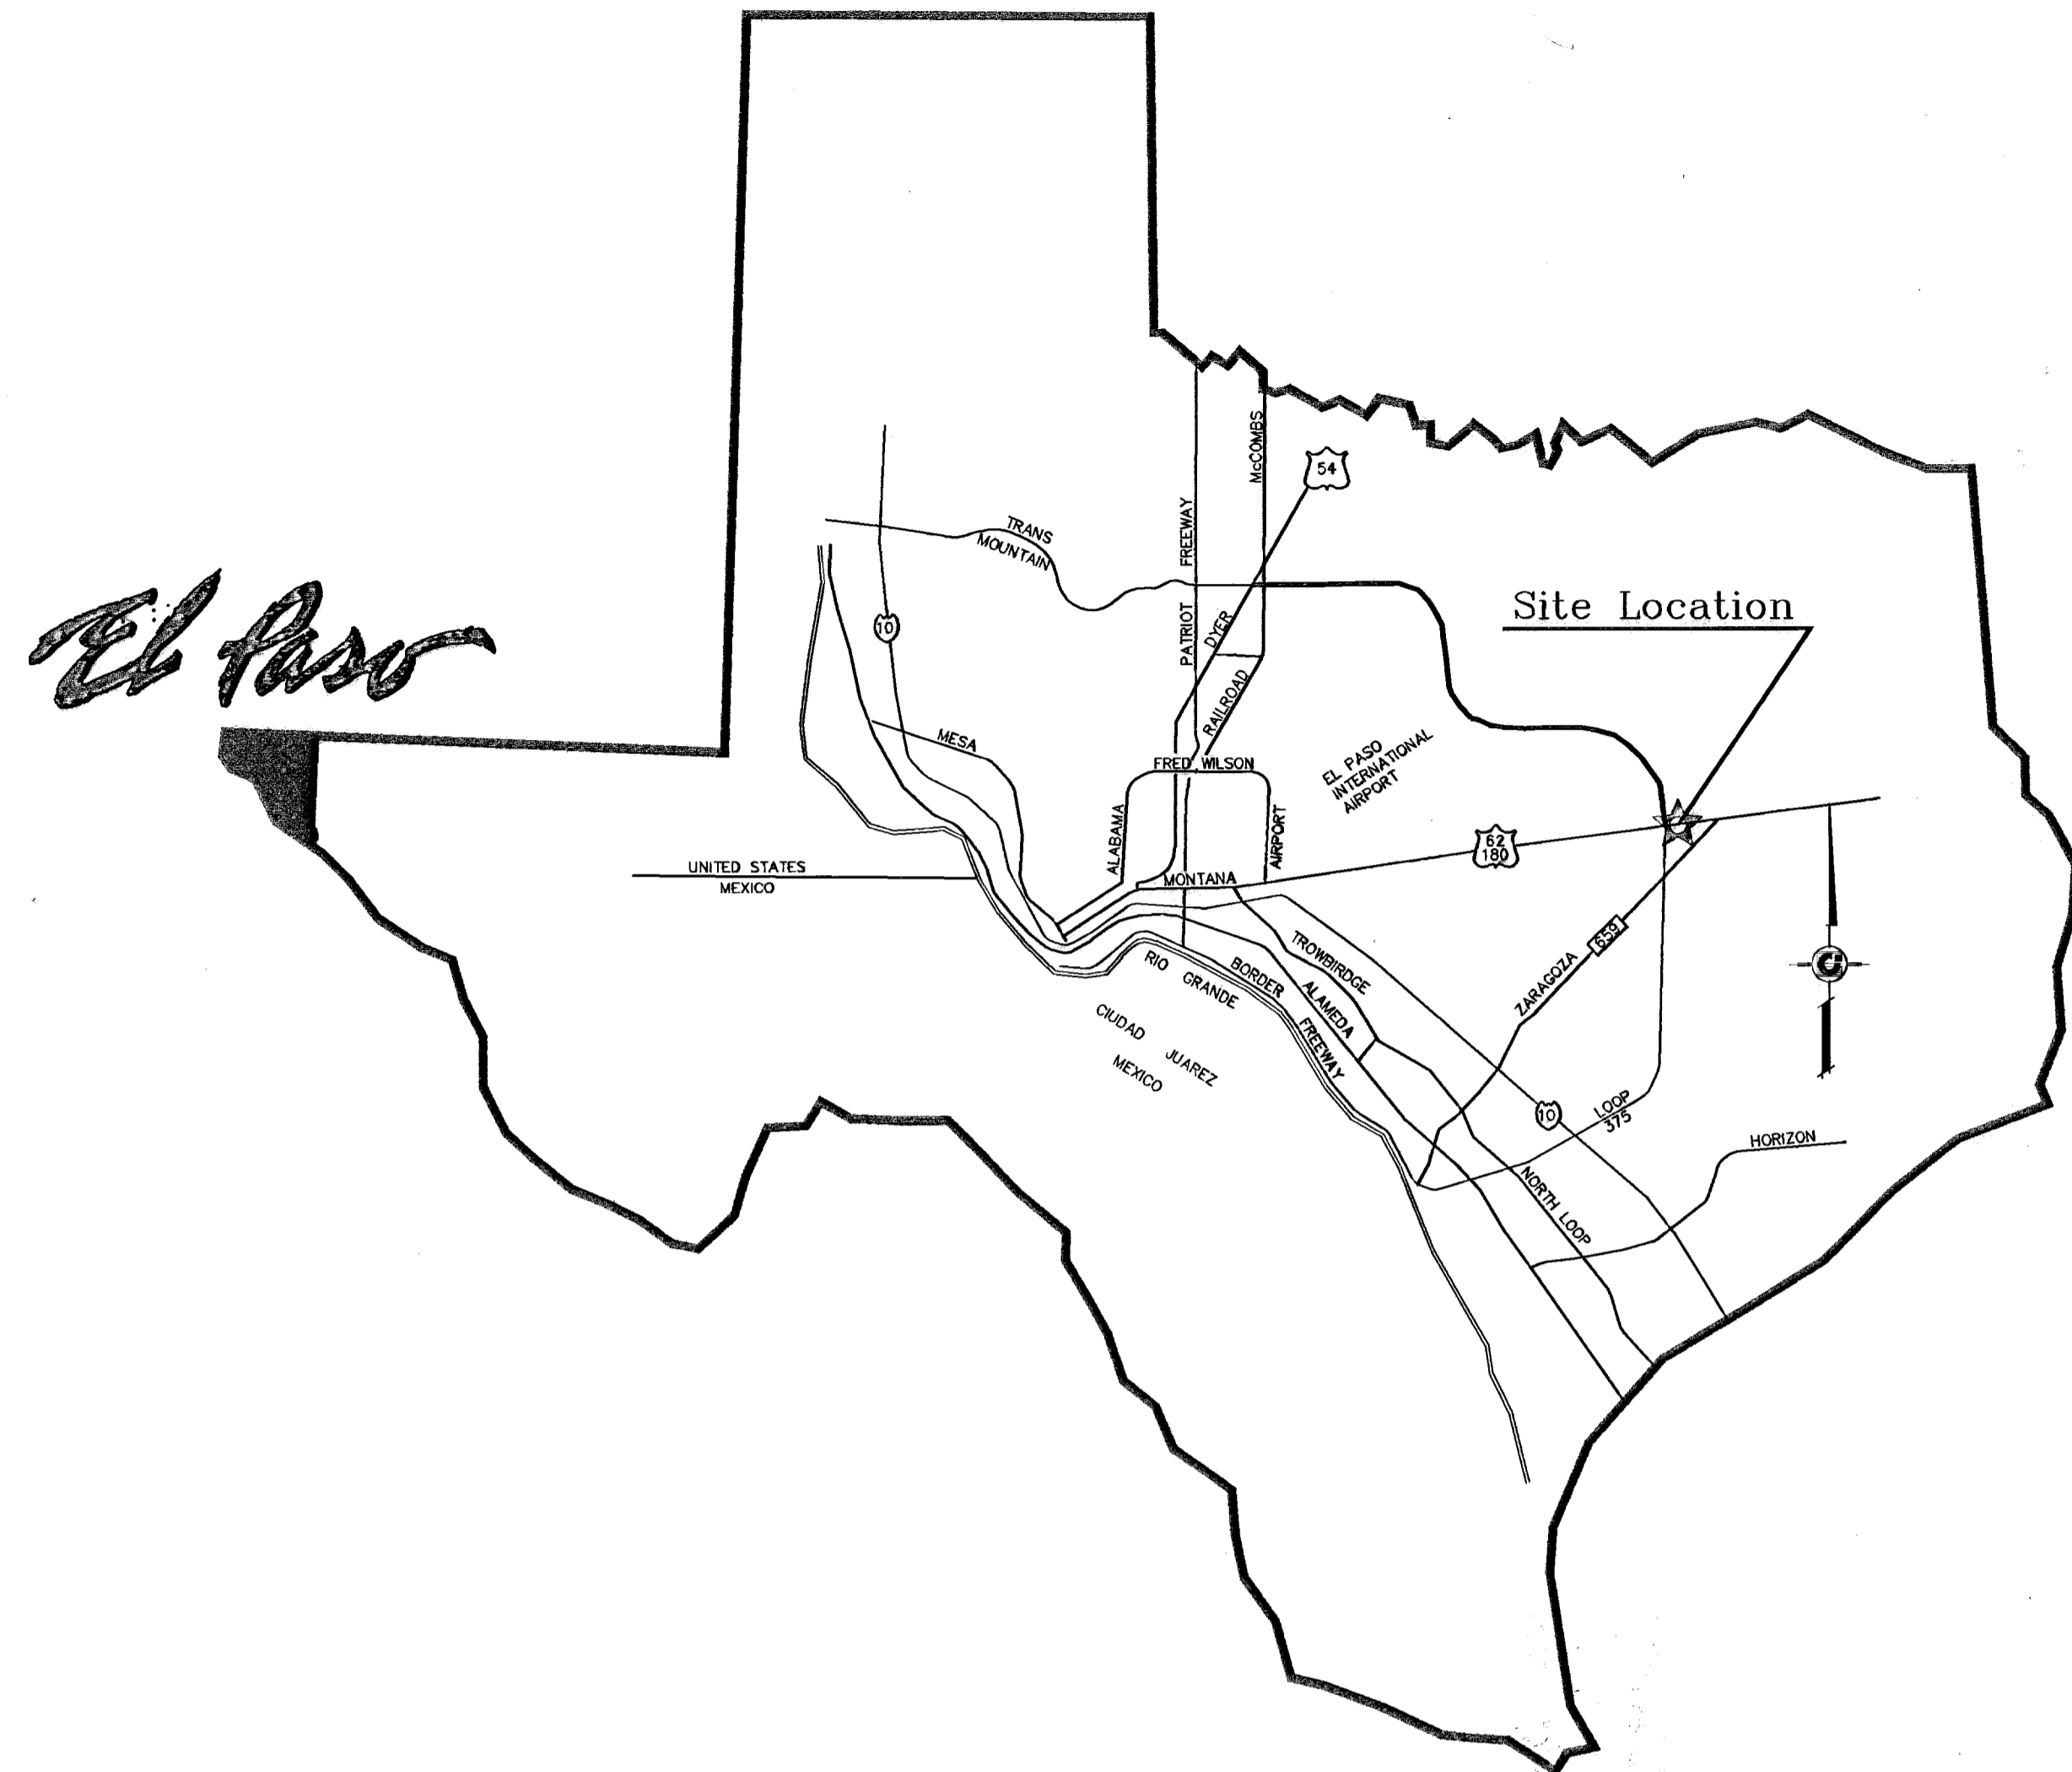 El Paso
McCOMBS
54
TRANS
MOUNTAIN
PATRIOT FREEWAY
DYER
RAILROAD
Site Location
10
MESA
FRED WILSON
EL PASO
INTERNATIONAL
AIRPORT
ALABAMA
AIRPORT
62
180
UNITED STATES
MEXICO
MONTANA
TROWBIRDGE
659
ZARAGOZA
RIO GRANDE
BORDER FREEWAY
ALAMEDA
CIUDAD JUAREZ
MEXICO
10
LOOP
375
HORIZON
NORTH LOOP